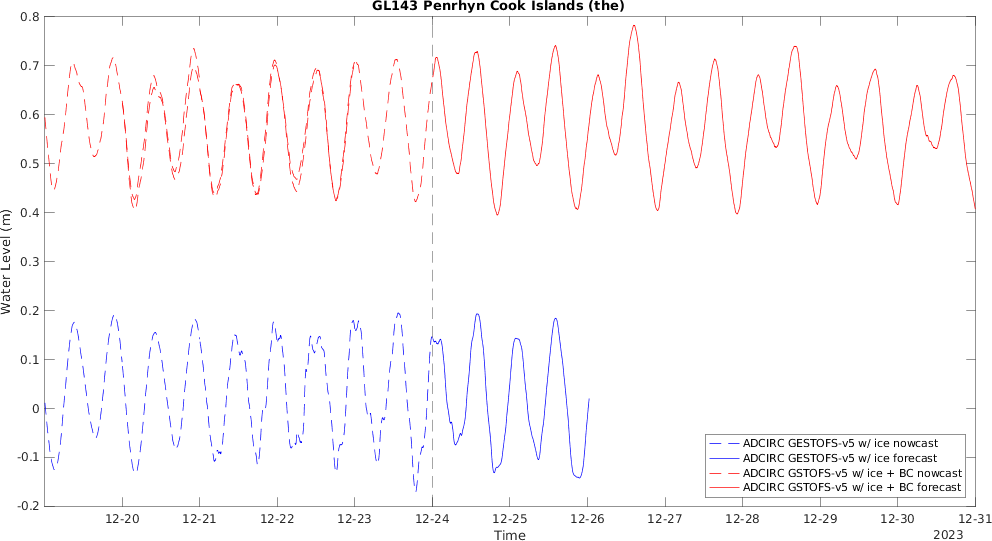 GL143 Penrhyn Cook Islands (the)
Water Level (m)
0.8
0.7
0.6
0.5
0.4
0.3
0.2
0.1
0
-0.1
-0.2
ADCIRC GESTOFS-v5 w/ ice nowcast
ADCIRC GESTOFS-v5 w/ ice forecast
ADCIRC GSTOFS-v5 w/ ice + BC nowcast
ADCIRC GSTOFS-v5 w/ ice + BC forecast
12-20 12-21 12-22 12-23 12-24 12-25 12-26 12-27 12-28 12-29 12-30 12-31
Time
2023